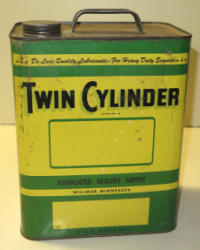 De Luxe Quality Lubricants - For Heavy Duty Service
TWIN CYLINDER
ASSOCIATED DEALERS SUPPLY
WILLMAR, MINNESOTA